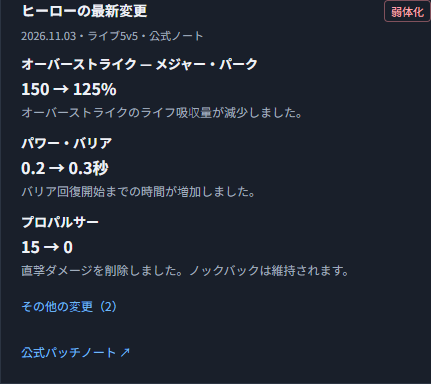 ヒーローの最新変更
弱体化
2026.11.03・ライブ5v5・公式ノート
オーバーストライク — メジャー・パーク
150 → 125%
オーバーストライクのライフ吸収量が減少しました。
パワー・バリア
0.2 → 0.3秒
バリア回復開始までの時間が増加しました。
プロパルサー
15 → 0
直撃ダメージを削除しました。ノックバックは維持されます。
その他の変更（2）
公式パッチノート ↗